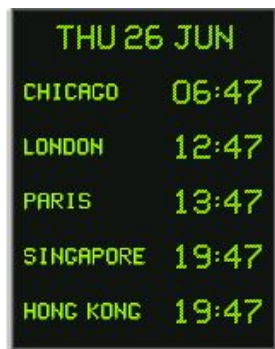 THU 26 JUN
CHICAGO 06:47
LONDON 12:47
PARIS 13:47
SINGAPORE 19:47
HONG KONG 19:47